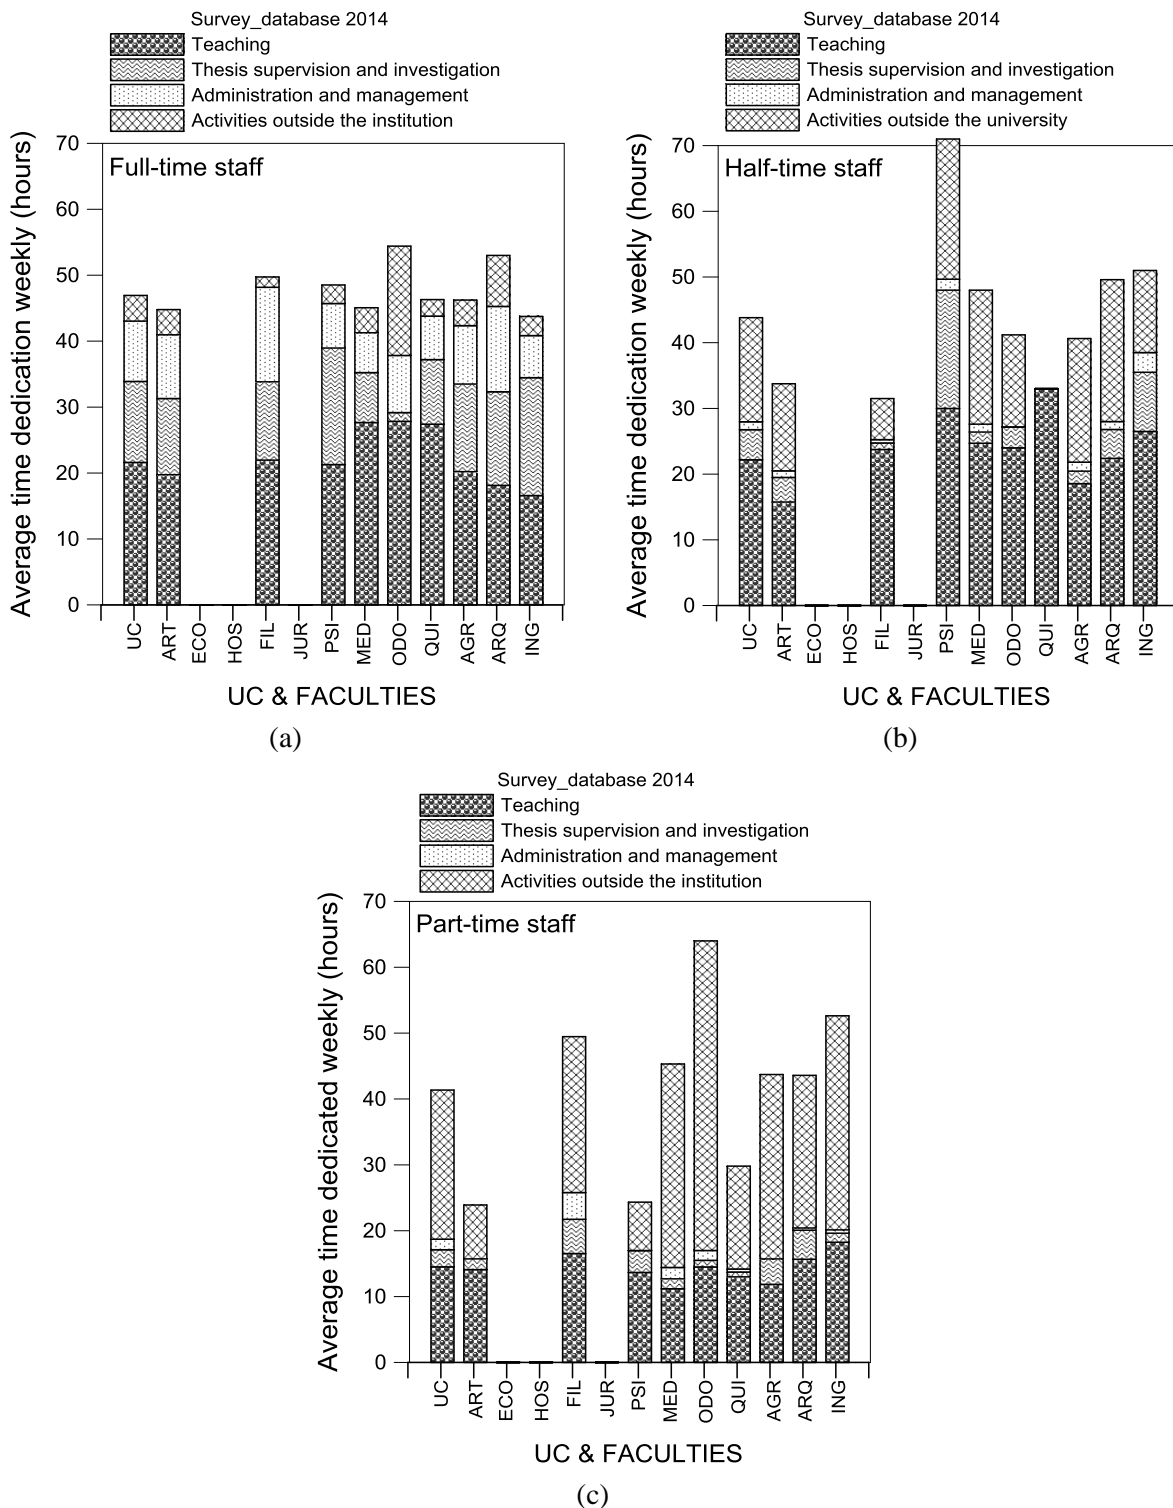 Survey_database 2014
Teaching
Thesis supervision and investigation
Administration and management
Activities outside the institution
Full-time staff
Average time dedication weekly (hours)
70
60
50
40
30
20
10
0
UC ART ECO HOS FIL JUR PSI MED ODO QUI AGR ARQ ING
UC & FACULTIES
(a)
Survey_database 2014
Teaching
Thesis supervision and investigation
Administration and management
Activities outside the university
Half-time staff
Average time dedication weekly (hours)
70
60
50
40
30
20
10
0
UC ART ECO HOS FIL JUR PSI MED ODO QUI AGR ARQ ING
UC & FACULTIES
(b)
Survey_database 2014
Teaching
Thesis supervision and investigation
Administration and management
Activities outside the institution
Part-time staff
Average time dedicated weekly (hours)
70
60
50
40
30
20
10
0
UC ART ECO HOS FIL JUR PSI MED ODO QUI AGR ARQ ING
UC & FACULTIES
(c)